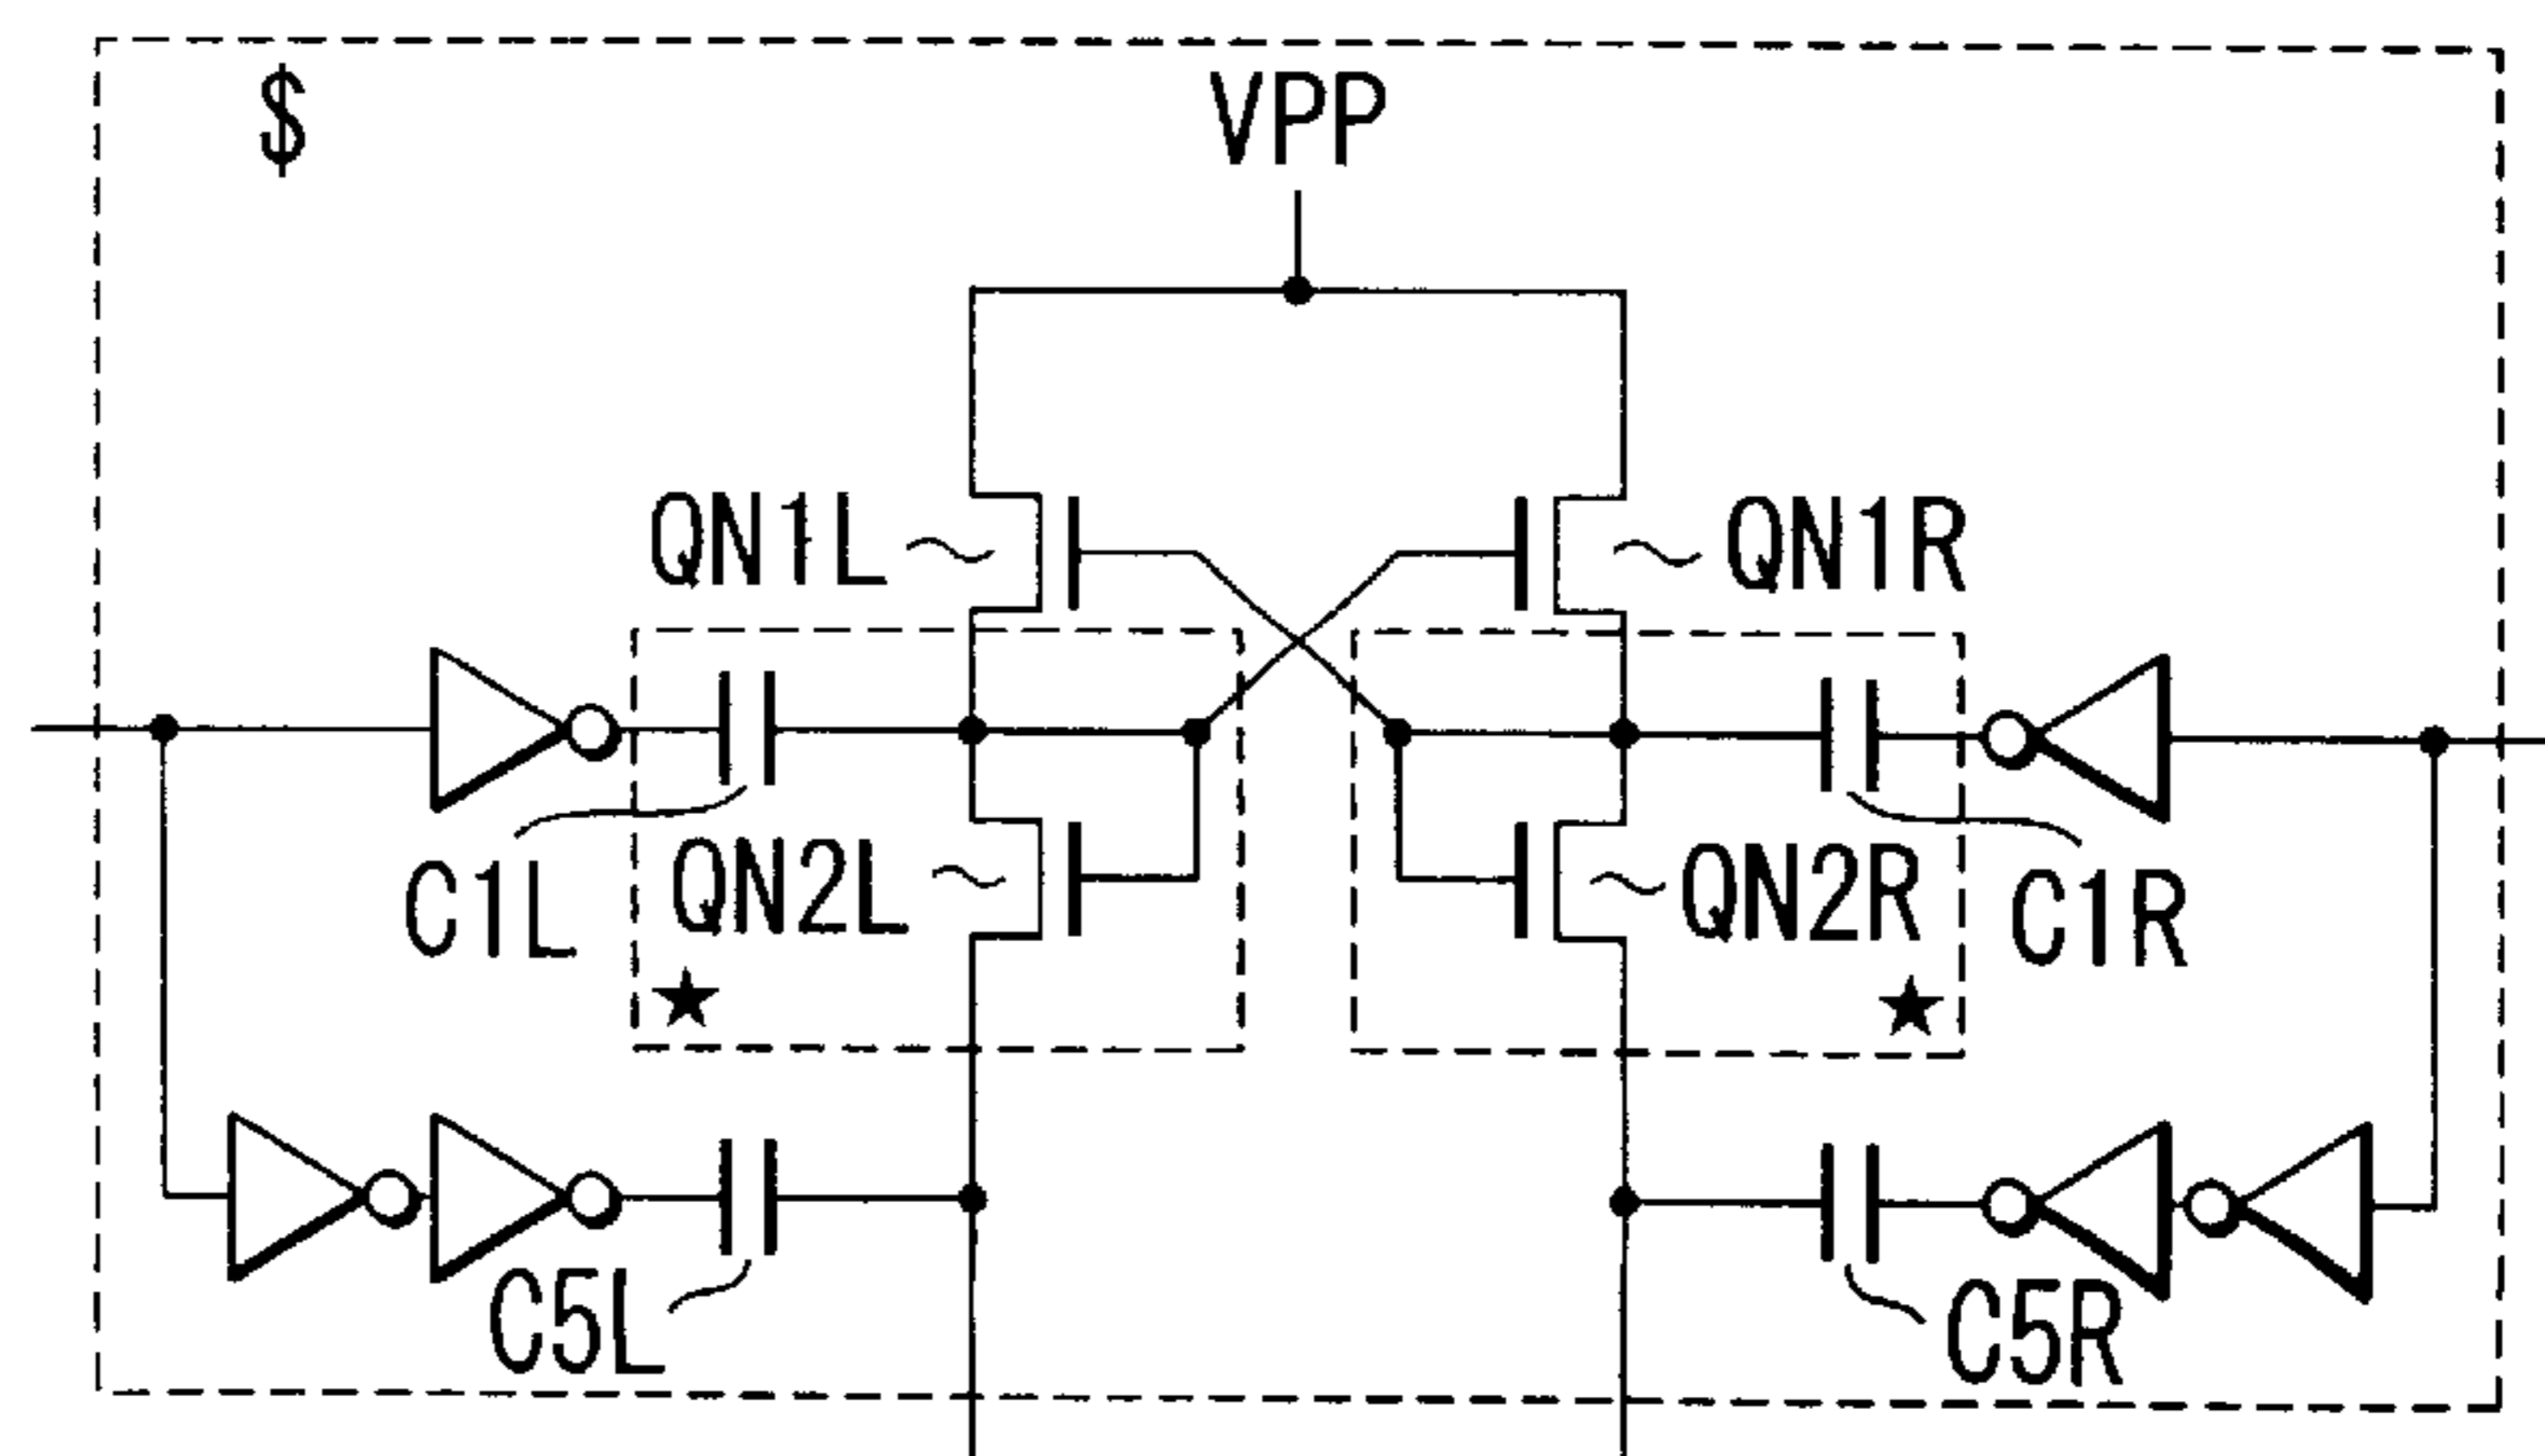 $
VPP
QN1L
QN1R
C1L
QN2L
QN2R
C1R
★
★
C5L
C5R